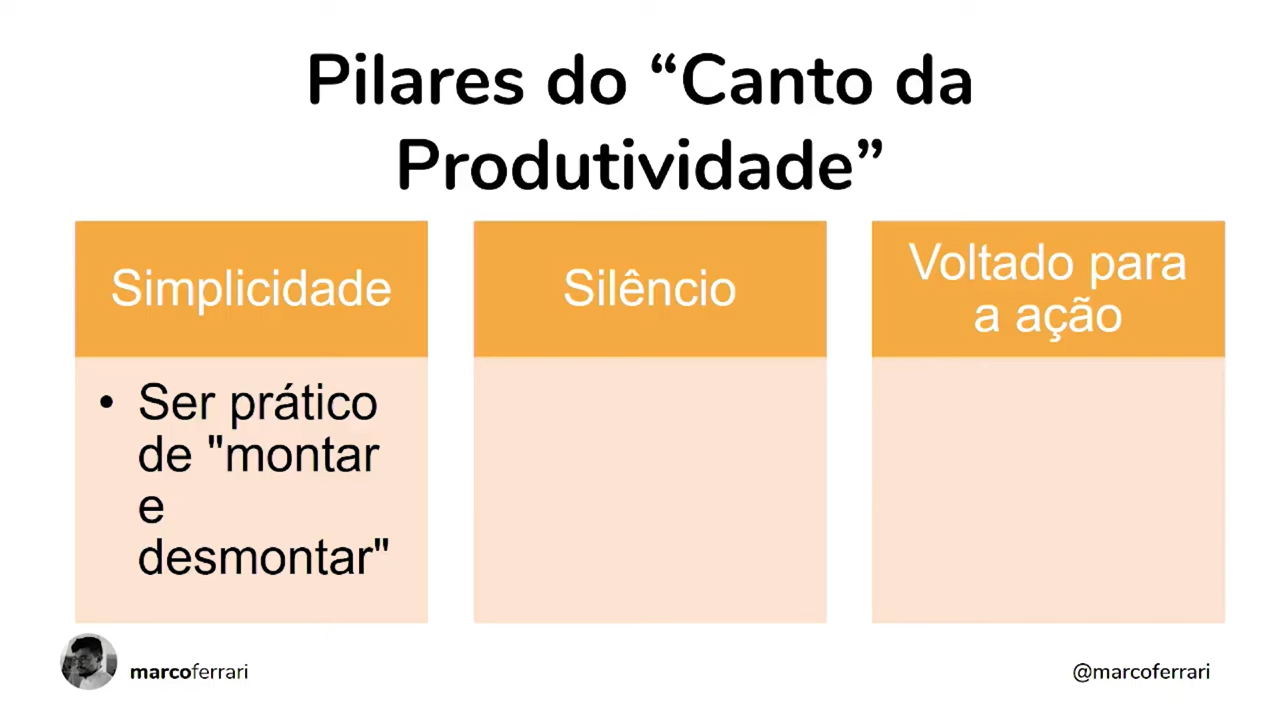 Pilares do “Canto da
Produtividade”
Simplicidade
Silêncio
Voltado para
a ação
• Ser prático
de "montar
e
desmontar"
marcoferrari
@marcoferrari